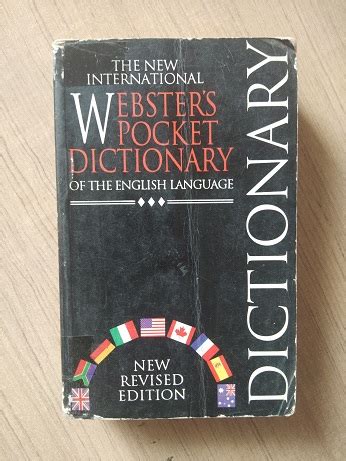 THE NEW
INTERNATIONAL
WEBSTER'S
POCKET
DICTIONARY
OF THE ENGLISH LANGUAGE
NEW
REVISED
EDITION
DICTIONARY